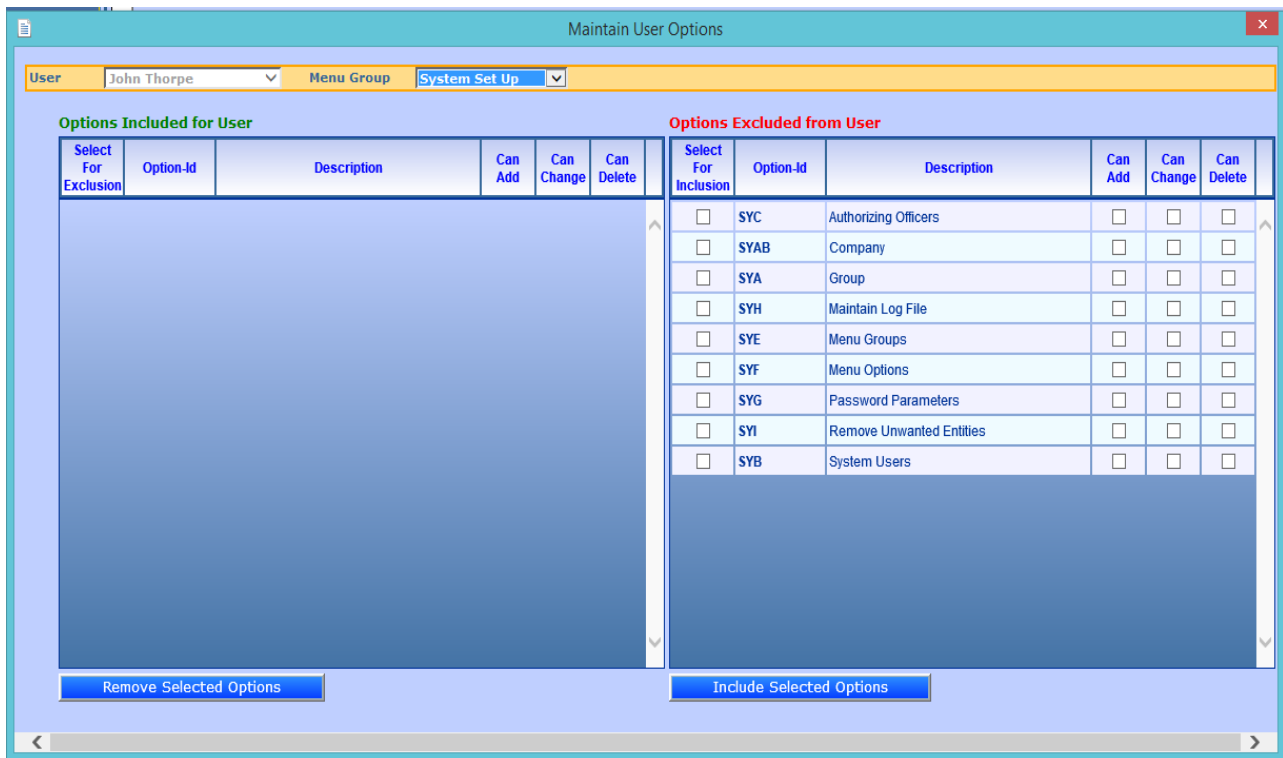 Maintain User Options
User John Thorpe Menu Group System Set Up
Options Included for User
Select For Exclusion Option-Id Description Can Add Can Change Can Delete
Remove Selected Options
Options Excluded from User
Select For Inclusion Option-Id Description Can Add Can Change Can Delete
SYC Authorizing Officers
SYAB Company
SYA Group
SYH Maintain Log File
SYE Menu Groups
SYF Menu Options
SYG Password Parameters
SYI Remove Unwanted Entities
SYB System Users
Include Selected Options